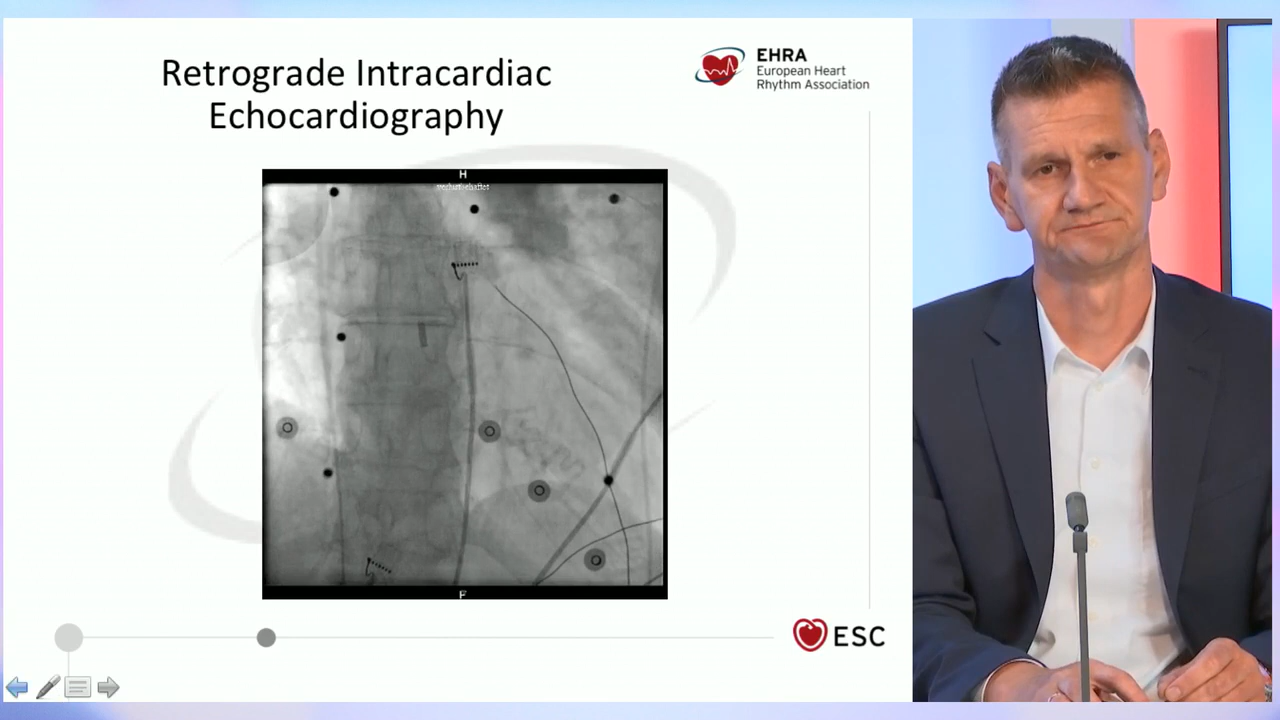 Retrograde Intracardiac
Echocardiography
EHRA
European Heart
Rhythm Association
H
F
ESC